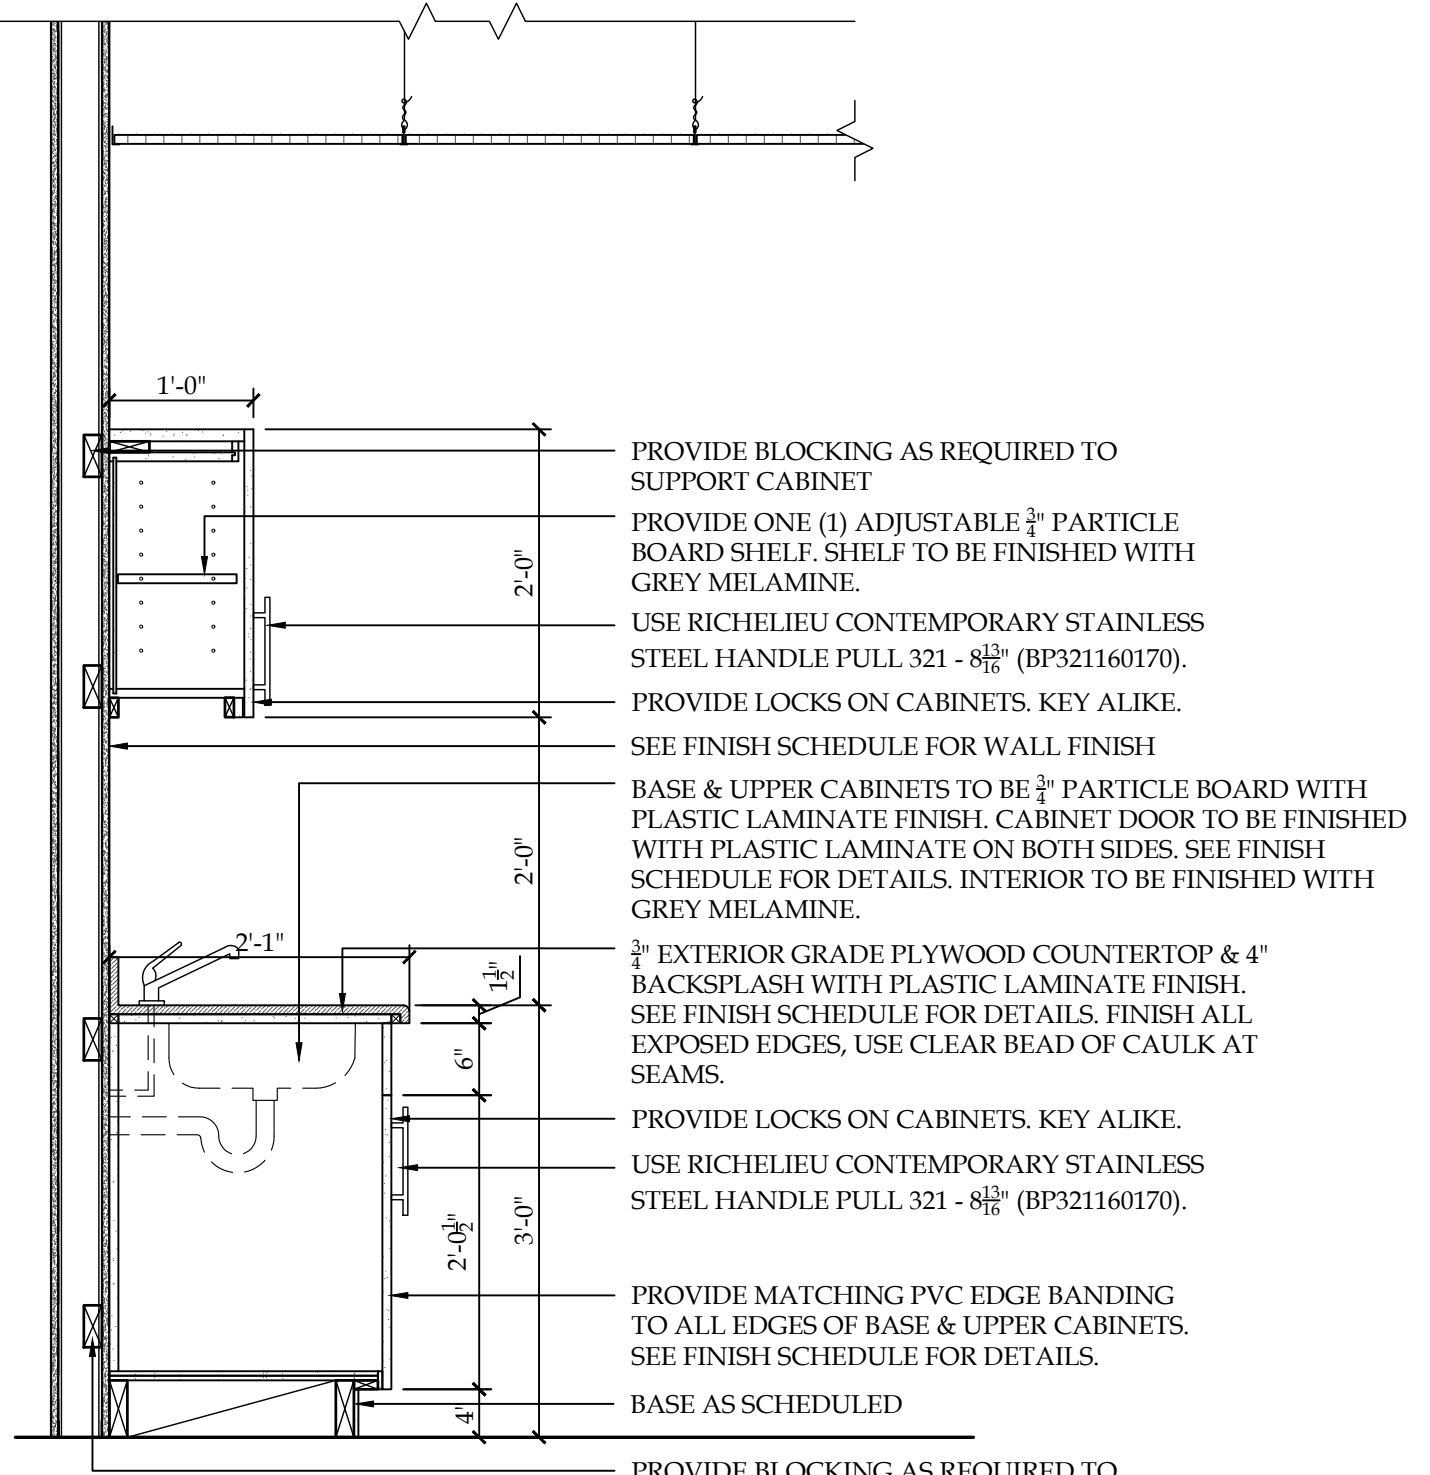 1'-0"
PROVIDE BLOCKING AS REQUIRED TO
SUPPORT CABINET
PROVIDE ONE (1) ADJUSTABLE 3/4" PARTICLE
BOARD SHELF. SHELF TO BE FINISHED WITH
GREY MELAMINE.
2'-0"
USE RICHELIEU CONTEMPORARY STAINLESS
STEEL HANDLE PULL 321 - 8 13/16" (BP321160170).
PROVIDE LOCKS ON CABINETS. KEY ALIKE.
SEE FINISH SCHEDULE FOR WALL FINISH
BASE & UPPER CABINETS TO BE 3/4" PARTICLE BOARD WITH
PLASTIC LAMINATE FINISH. CABINET DOOR TO BE FINISHED
WITH PLASTIC LAMINATE ON BOTH SIDES. SEE FINISH
SCHEDULE FOR DETAILS. INTERIOR TO BE FINISHED WITH
GREY MELAMINE.
2'-0"
2'-1"
3/4" EXTERIOR GRADE PLYWOOD COUNTERTOP & 4"
BACKSPLASH WITH PLASTIC LAMINATE FINISH.
SEE FINISH SCHEDULE FOR DETAILS. FINISH ALL
EXPOSED EDGES, USE CLEAR BEAD OF CAULK AT
SEAMS.
1 1/2"
6"
PROVIDE LOCKS ON CABINETS. KEY ALIKE.
USE RICHELIEU CONTEMPORARY STAINLESS
STEEL HANDLE PULL 321 - 8 13/16" (BP321160170).
2'-0 1/2"
3'-0"
PROVIDE MATCHING PVC EDGE BANDING
TO ALL EDGES OF BASE & UPPER CABINETS.
SEE FINISH SCHEDULE FOR DETAILS.
BASE AS SCHEDULED
4"
PROVIDE BLOCKING AS REQUIRED TO